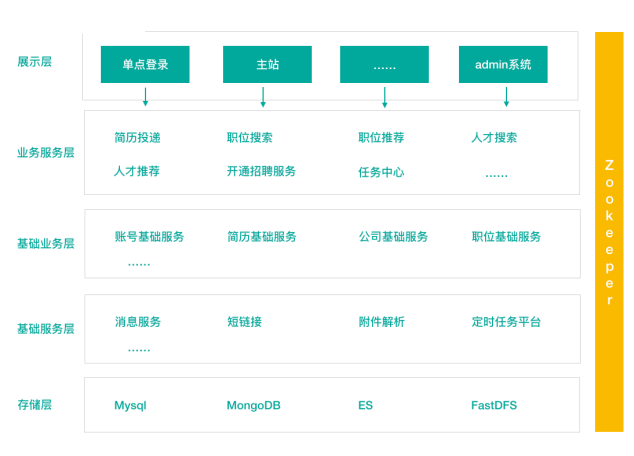 展示层
单点登录
主站
......
admin系统
业务服务层
简历投递
职位搜索
职位推荐
人才搜索
人才推荐
开通招聘服务
任务中心
......
基础业务层
账号基础服务
简历基础服务
公司基础服务
职位基础服务
......
基础服务层
消息服务
短链接
附件解析
定时任务平台
......
存储层
Mysql
MongoDB
ES
FastDFS
Zookeeper